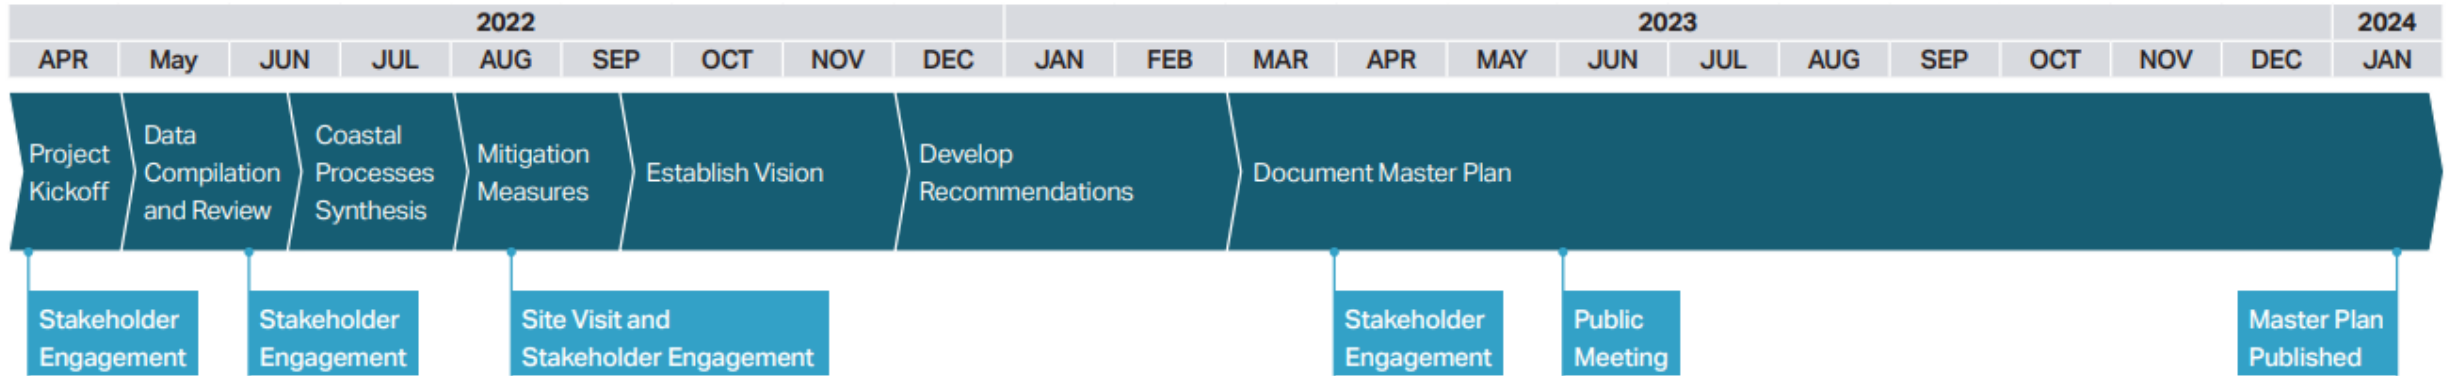 2022 2023 2024
APR May JUN JUL AUG SEP OCT NOV DEC JAN FEB MAR APR MAY JUN JUL AUG SEP OCT NOV DEC JAN
Project
Kickoff
Data
Compilation
and Review
Coastal
Processes
Synthesis
Mitigation
Measures
Establish Vision
Develop
Recommendations
Document Master Plan
Stakeholder
Engagement
Stakeholder
Engagement
Site Visit and
Stakeholder Engagement
Stakeholder
Engagement
Public
Meeting
Master Plan
Published